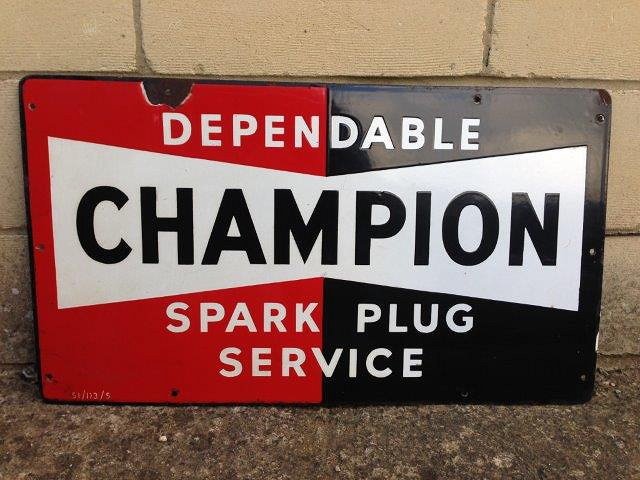 DEPENDABLE
CHAMPION
SPARK PLUG
SERVICE